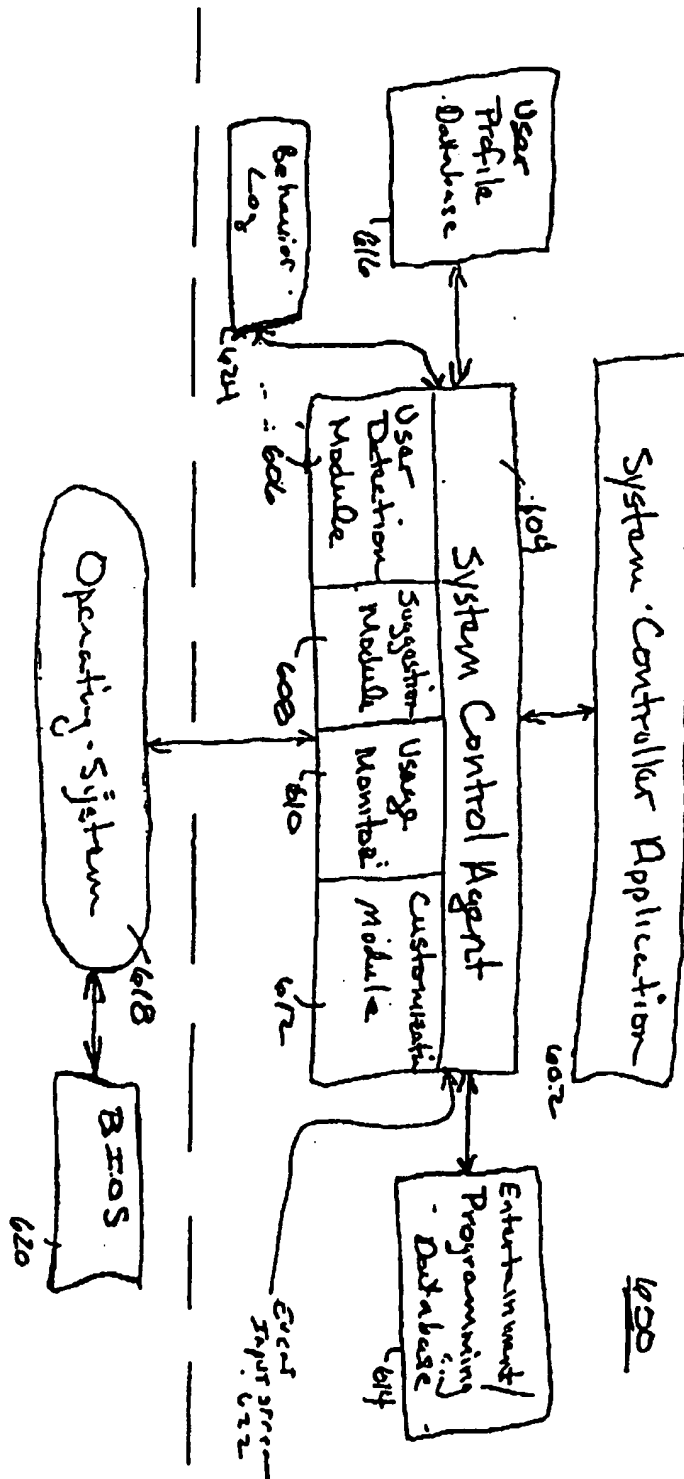 600
System Controller Application
602
604
System Control Agent
User
Detection
Module
606
Suggestion
Module
608
Usage
Monitor
610
Customizati
Module
612
User
Profile
Database
616
Entertainment/
Programming
Database
614
Behavior
Log
624
Event
Input stream
622
Operating System
618
BIOS
620